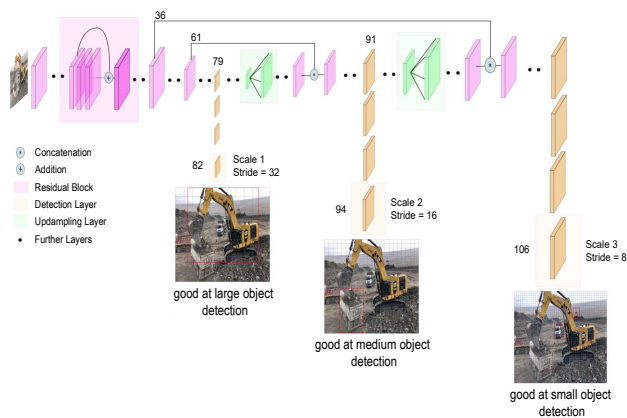 36
61
79
91
Concatenation
Addition
Residual Block
Detection Layer
Updampling Layer
Further Layers
82
Scale 1
Stride = 32
good at large object
detection
94
Scale 2
Stride = 16
good at medium object
detection
106
Scale 3
Stride = 8
good at small object
detection